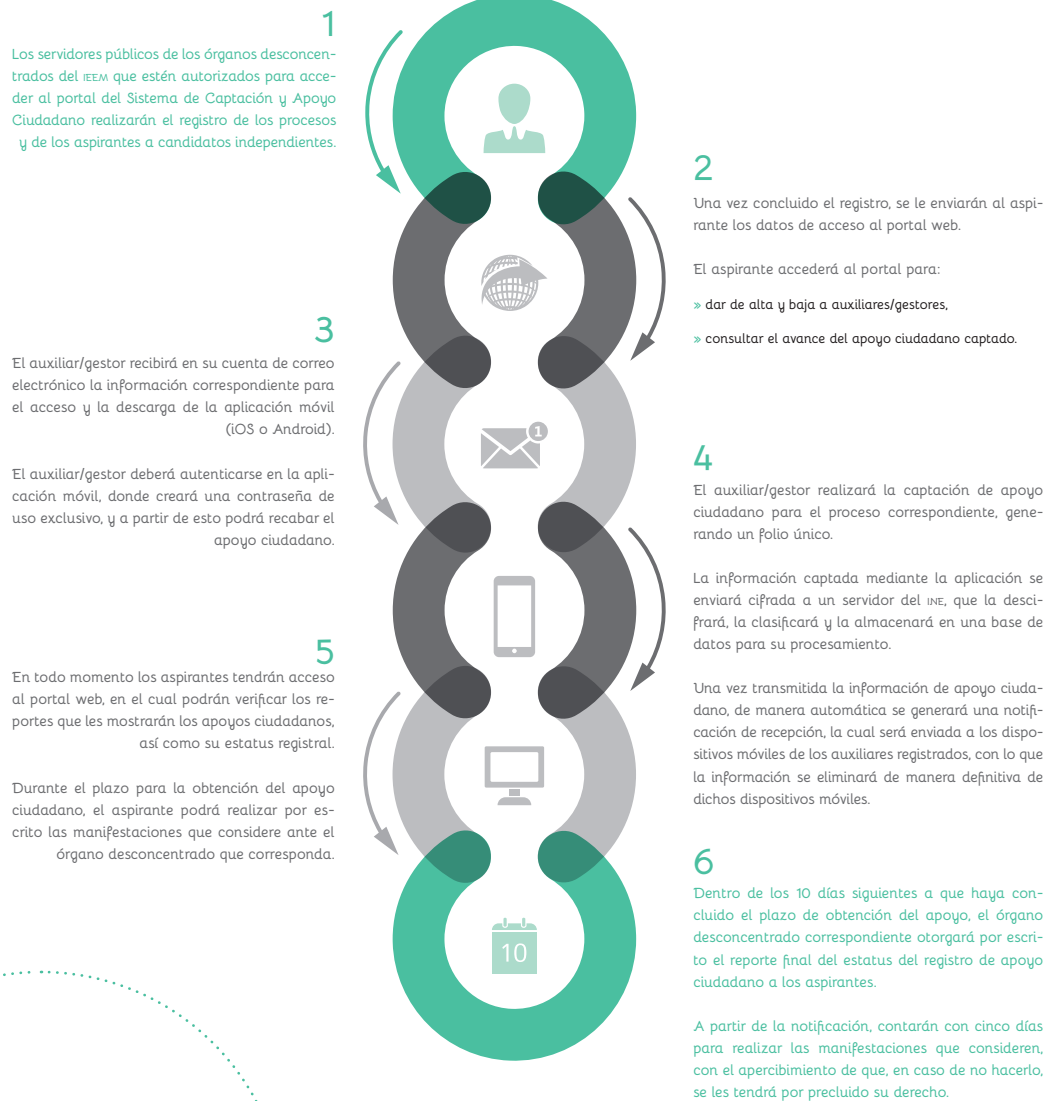 1
Los servidores públicos de los órganos desconcen-
trados del IEEM que estén autorizados para acce-
der al portal del Sistema de Captación y Apoyo
Ciudadano realizarán el registro de los procesos
y de los aspirantes a candidatos independientes.
2
Una vez concluido el registro, se le enviarán al aspi-
rante los datos de acceso al portal web.
El aspirante accederá al portal para:
» dar de alta y baja a auxiliares/gestores,
» consultar el avance del apoyo ciudadano captado.
3
El auxiliar/gestor recibirá en su cuenta de correo
electrónico la información correspondiente para
el acceso y la descarga de la aplicación móvil
(iOS o Android).
El auxiliar/gestor deberá autenticarse en la apli-
cación móvil, donde creará una contraseña de
uso exclusivo, y a partir de esto podrá recabar el
apoyo ciudadano.
1
4
El auxiliar/gestor realizará la captación de apoyo
ciudadano para el proceso correspondiente, gene-
rando un folio único.
La información captada mediante la aplicación se
enviará cifrada a un servidor del INE, que la desci-
frará, la clasificará y la almacenará en una base de
datos para su procesamiento.
Una vez transmitida la información de apoyo ciuda-
dano, de manera automática se generará una notifi-
cación de recepción, la cual será enviada a los dispo-
sitivos móviles de los auxiliares registrados, con lo que
la información se eliminará de manera definitiva de
dichos dispositivos móviles.
5
En todo momento los aspirantes tendrán acceso
al portal web, en el cual podrán verificar los re-
portes que les mostrarán los apoyos ciudadanos,
así como su estatus registral.
Durante el plazo para la obtención del apoyo
ciudadano, el aspirante podrá realizar por es-
crito las manifestaciones que considere ante el
órgano desconcentrado que corresponda.
6
Dentro de los 10 días siguientes a que haya con-
cluido el plazo de obtención del apoyo, el órgano
desconcentrado correspondiente otorgará por escri-
to el reporte final del estatus del registro de apoyo
ciudadano a los aspirantes.
A partir de la notificación, contarán con cinco días
para realizar las manifestaciones que consideren,
con el apercibimiento de que, en caso de no hacerlo,
se les tendrá por precluido su derecho.
10